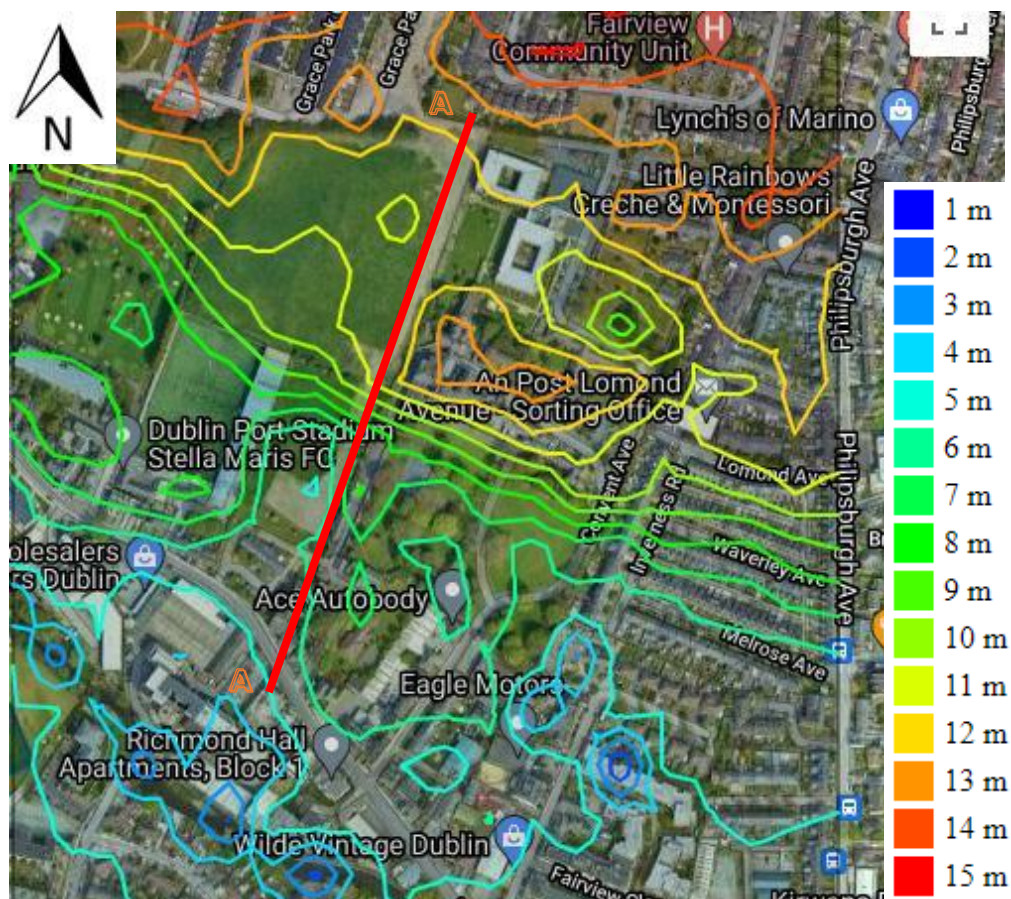 Fairview
Community Unit
H
Grace Park
Grace Pa
A
N
Lynch's of Marino
Philipsburg
Little Rainbows
Creche & Montessori
Philipsburgh Ave
1 m
2 m
3 m
4 m
5 m
6 m
7 m
8 m
9 m
10 m
11 m
12 m
13 m
14 m
15 m
An Post Lomond
Avenue - Sorting Office
Dublin Port Stadium
Stella Maris FC
Lomond Ave
Convent Ave
Inverness Rd
Philipsburgh Ave
Waverley Ave
Bu
olesalers
rs Dublin
Ace Autobody
Melrose Ave
A
Eagle Motors
Richmond Hall
Apartments, Block 1
Wilde Vintage Dublin
Fairview Clo